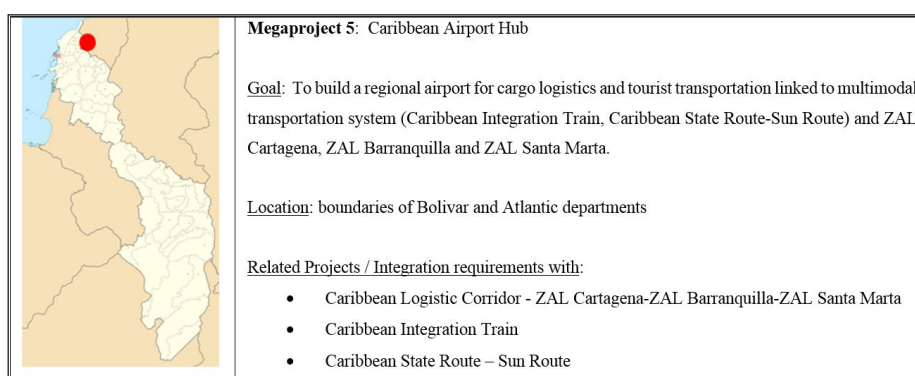 Megaproject 5: Caribbean Airport Hub
Goal: To build a regional airport for cargo logistics and tourist transportation linked to multimodal
transportation system (Caribbean Integration Train, Caribbean State Route-Sun Route) and ZAL
Cartagena, ZAL Barranquilla and ZAL Santa Marta.
Location: boundaries of Bolivar and Atlantic departments
Related Projects / Integration requirements with:
• Caribbean Logistic Corridor - ZAL Cartagena-ZAL Barranquilla-ZAL Santa Marta
• Caribbean Integration Train
• Caribbean State Route – Sun Route